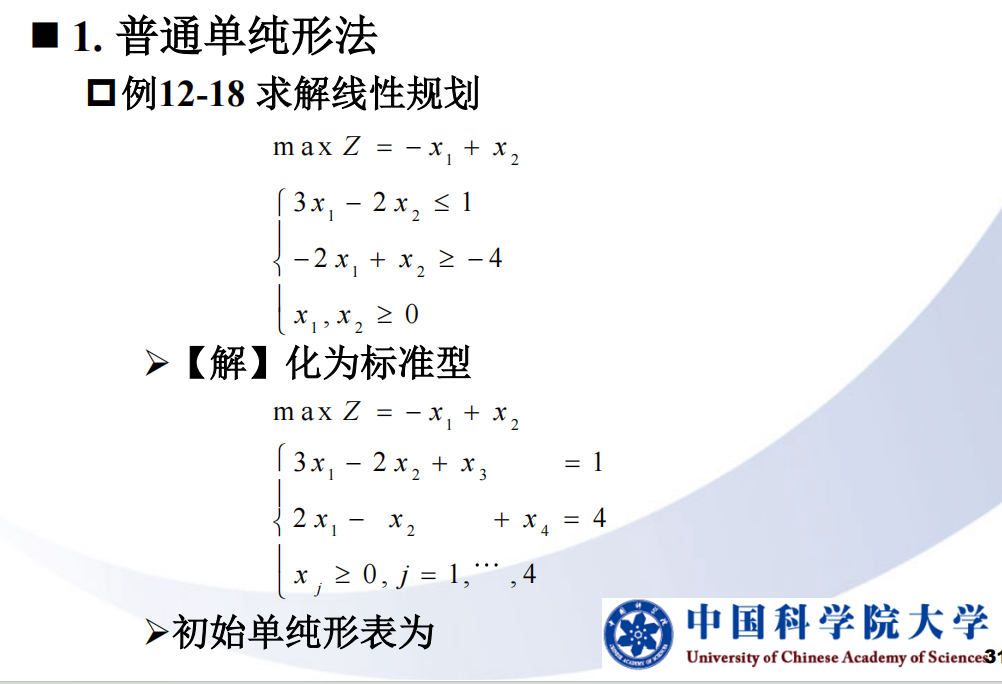 ■ 1. 普通单纯形法
❑例12-18 求解线性规划
max Z = − x₁ + x₂
3x₁ − 2x₂ ≤ 1
−2x₁ + x₂ ≥ −4
x₁, x₂ ≥ 0
➢【解】化为标准型
max Z = − x₁ + x₂
3x₁ − 2x₂ + x₃ = 1
2x₁ − x₂ + x₄ = 4
xⱼ ≥ 0, j = 1, ⋯, 4
➢初始单纯形表为
中国科学院大学
University of Chinese Academy of Sciences
31